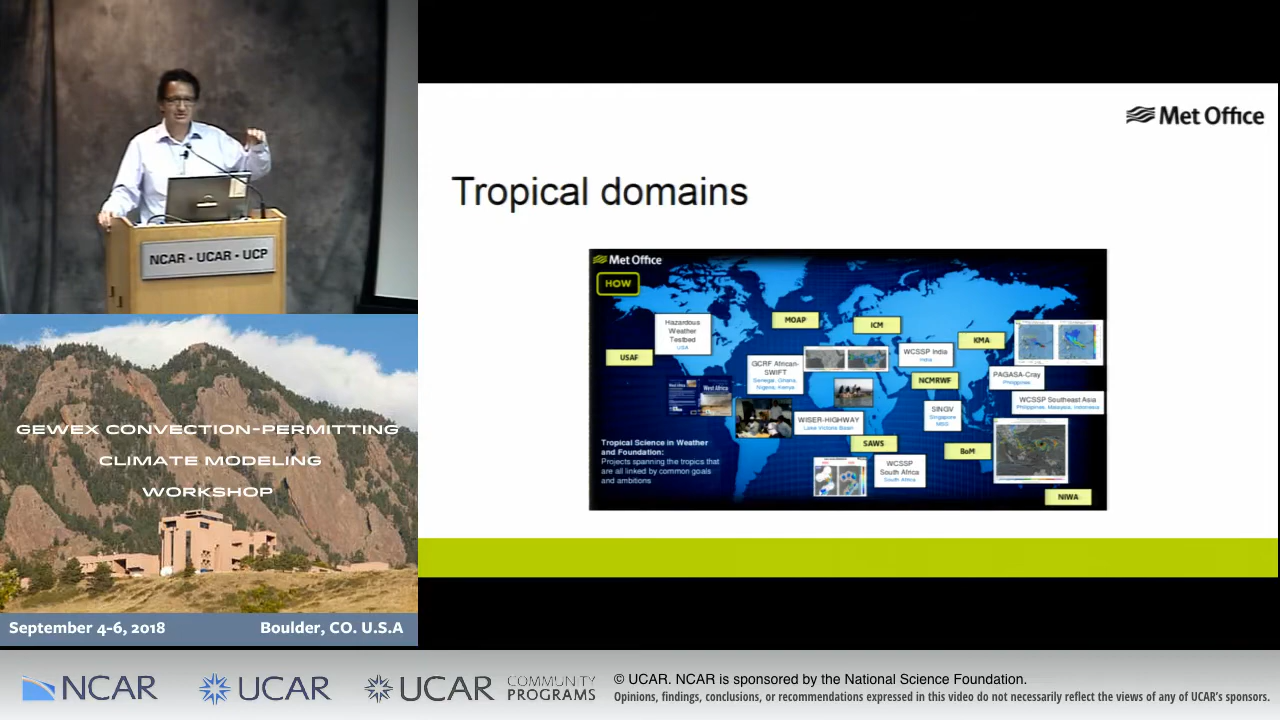 NCAR - UCAR - UCP
GEWEX CONVECTION-PERMITTING
CLIMATE MODELING
WORKSHOP
September 4-6, 2018
Boulder, CO. U.S.A
Met Office
Tropical domains
Met Office
HOW
Hazardous
Weather
Testbed
USA
USAF
MOAP
ICM
KMA
GCRF African-
SWIFT
Senegal, Ghana,
Nigeria, Kenya
WCSSP India
India
NCMRWF
PAGASA-Cray
Philippines
WCSSP Southeast Asia
Philippines, Malaysia, Indonesia
West Africa
WISER-HIGHWAY
Lake Victoria Basin
SINGV
Singapore
MSS
SAWS
BoM
WCSSP
South Africa
South Africa
NIWA
Tropical Science in Weather
and Foundation:
Projects spanning the tropics that
are all linked by common goals
and ambitions
NCAR
UCAR
UCAR
COMMUNITY
PROGRAMS
© UCAR. NCAR is sponsored by the National Science Foundation.
Opinions, findings, conclusions, or recommendations expressed in this video do not necessarily reflect the views of any of UCAR's sponsors.